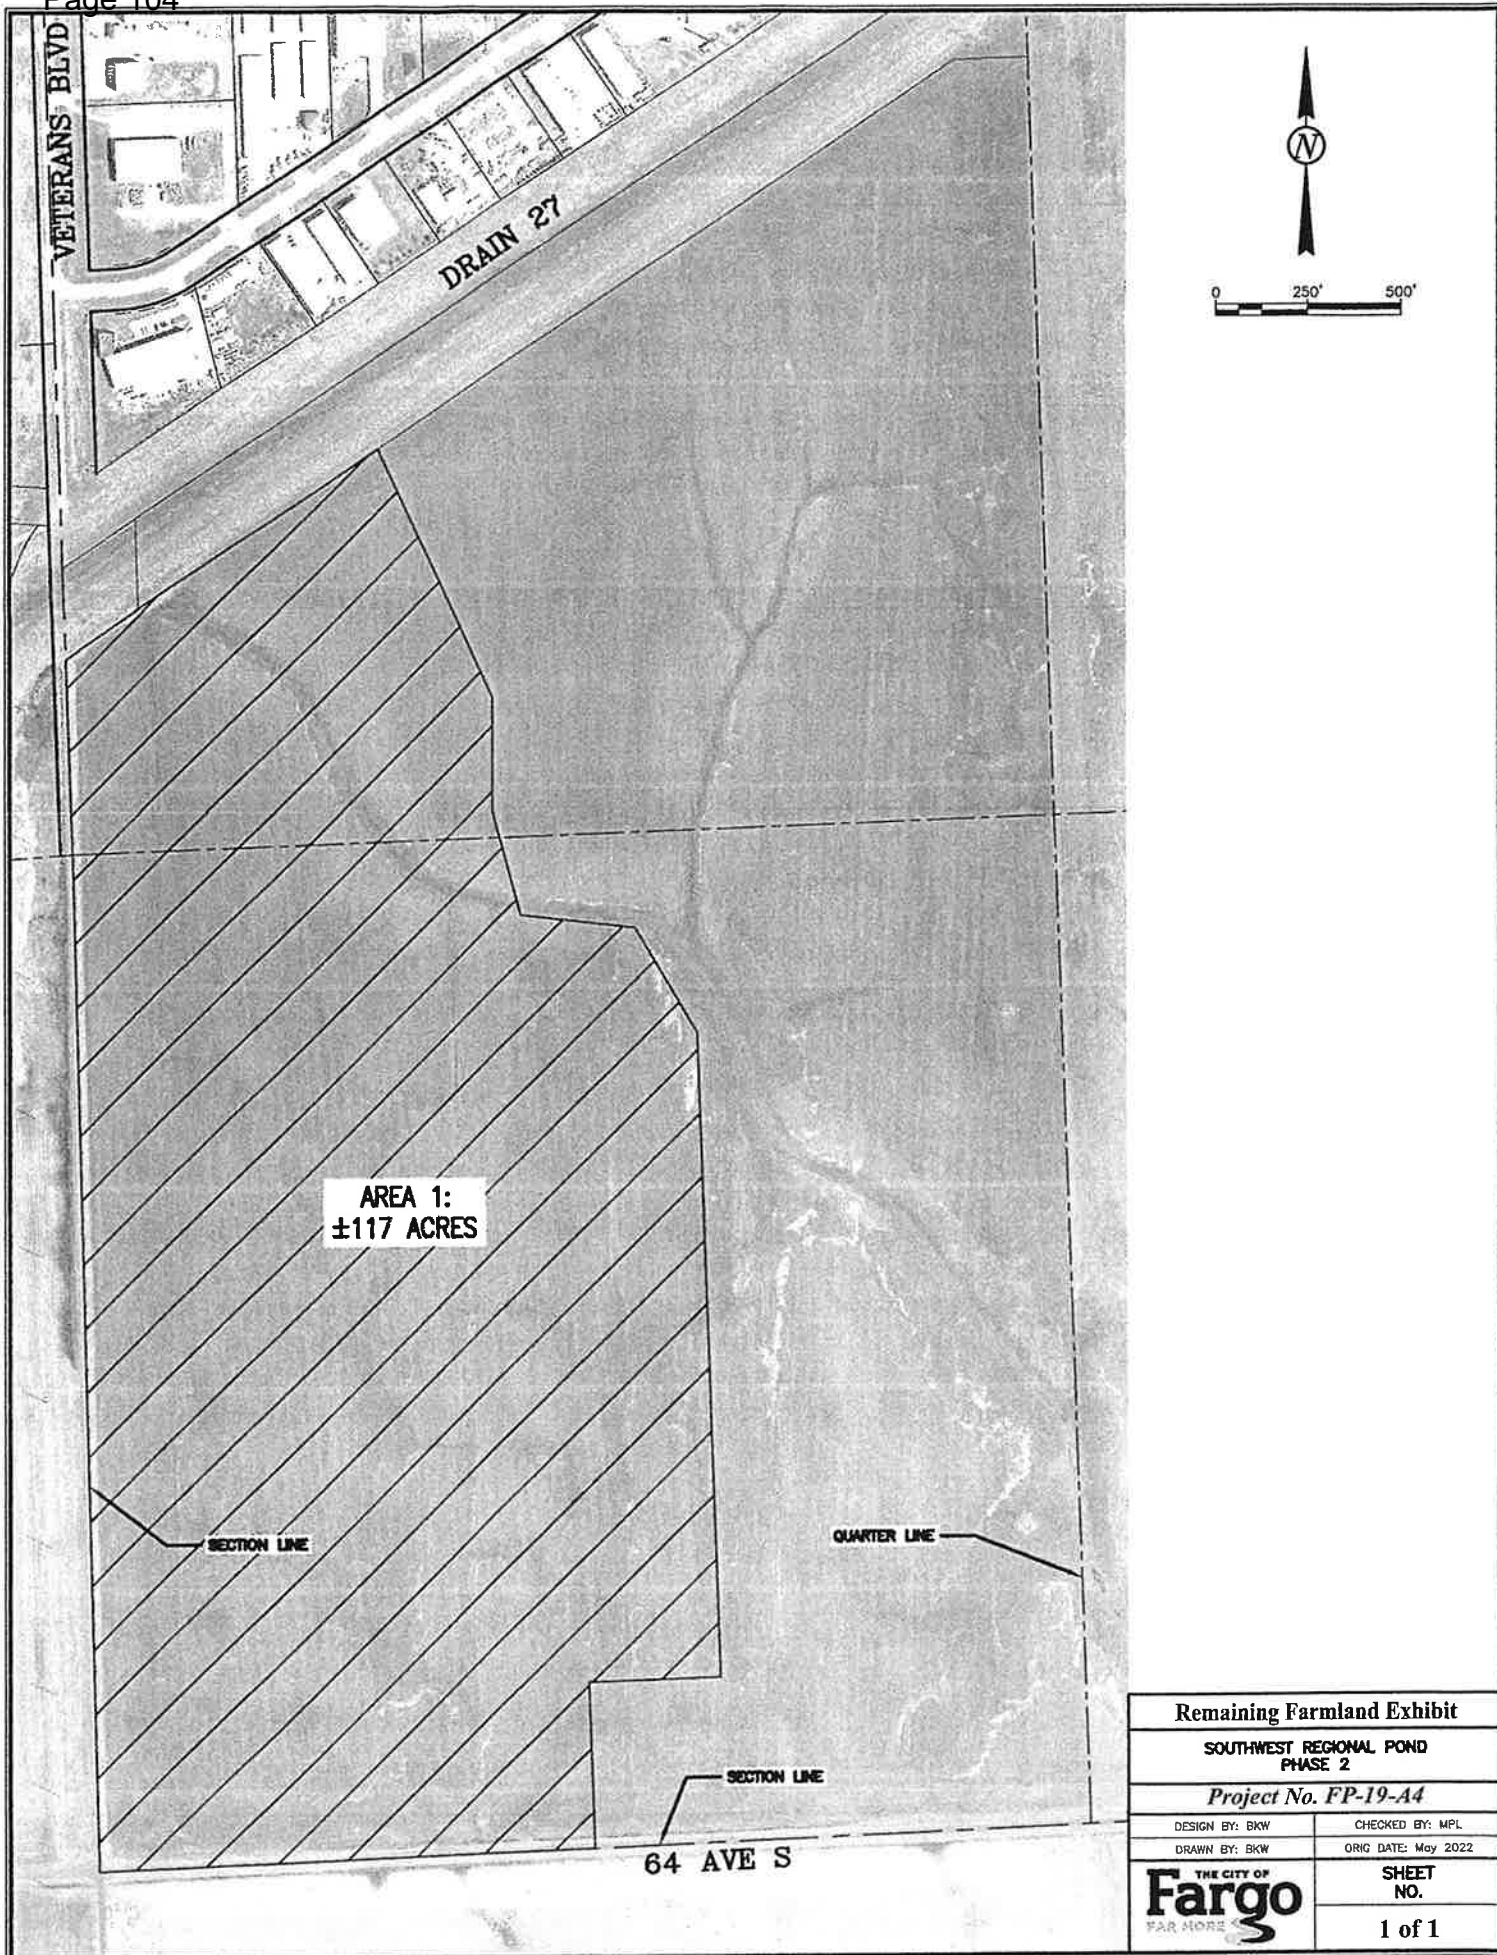 Page 104
VETERANS BLVD
DRAIN 27
N
0 250' 500'
AREA 1:
±117 ACRES
SECTION LINE
QUARTER LINE
SECTION LINE
64 AVE S
Remaining Farmland Exhibit
SOUTHWEST REGIONAL POND
PHASE 2
Project No. FP-19-A4
DESIGN BY: BKW
CHECKED BY: MPL
DRAWN BY: BKW
ORIG DATE: May 2022
THE CITY OF
Fargo
FAR MORE
SHEET
NO.
1 of 1